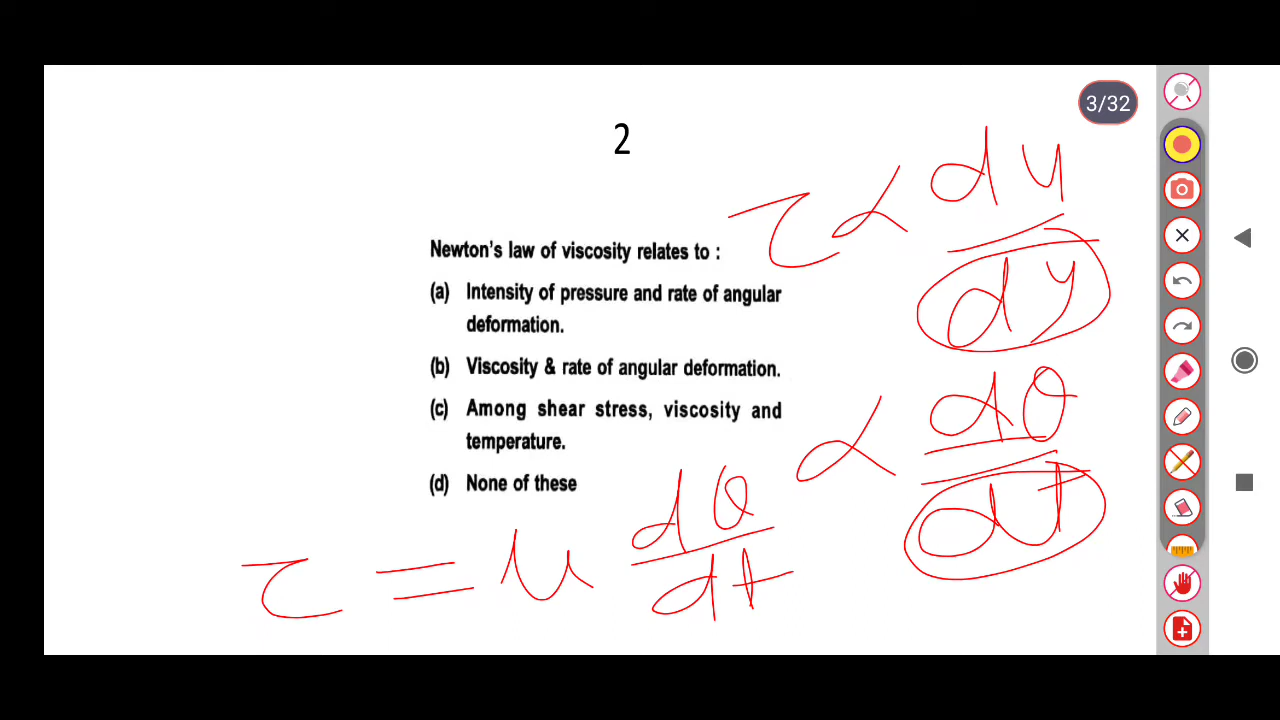 3/32
2
τ ∝ du
dy
Newton's law of viscosity relates to :
(a) Intensity of pressure and rate of angular
deformation.
(b) Viscosity & rate of angular deformation.
(c) Among shear stress, viscosity and
temperature.
(d) None of these
∝ dθ
dt
τ = μ dθ
dt